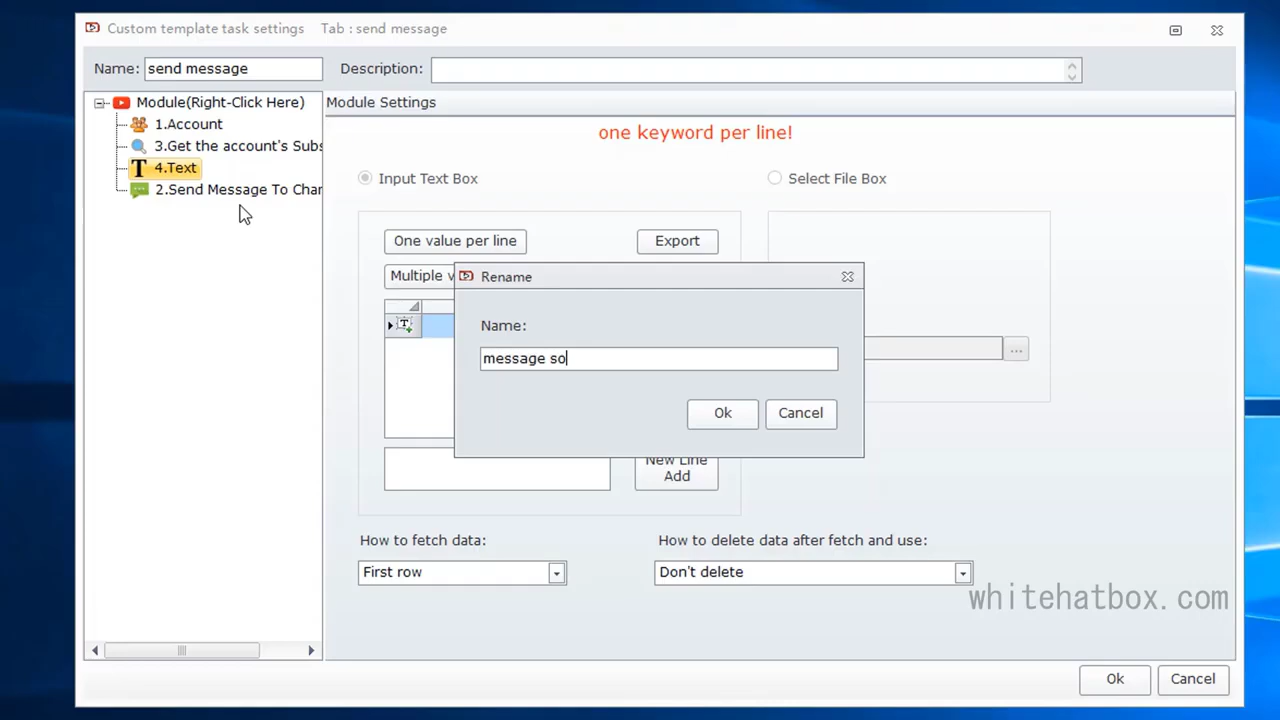 Custom template task settings Tab : send message
Name: send message Description:
Module(Right-Click Here) Module Settings
1.Account
3.Get the account's Subs
4.Text
2.Send Message To Char
one keyword per line!
Input Text Box Select File Box
One value per line Export
Multiple v
Rename
Name:
message so
Ok Cancel
...
New Line
Add
How to fetch data: How to delete data after fetch and use:
First row Don't delete
whitehatbox.com
Ok Cancel